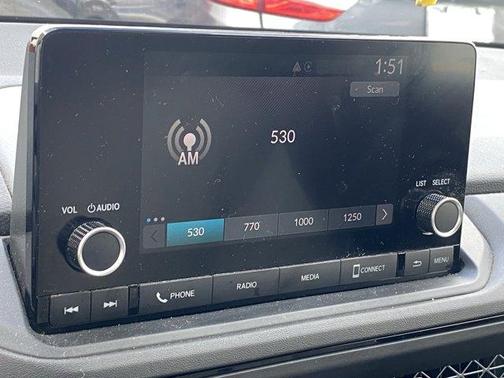 1:51
Scan
530
AM
VOL AUDIO
LIST SELECT
530 770 1000 1250
PHONE RADIO MEDIA CONNECT MENU